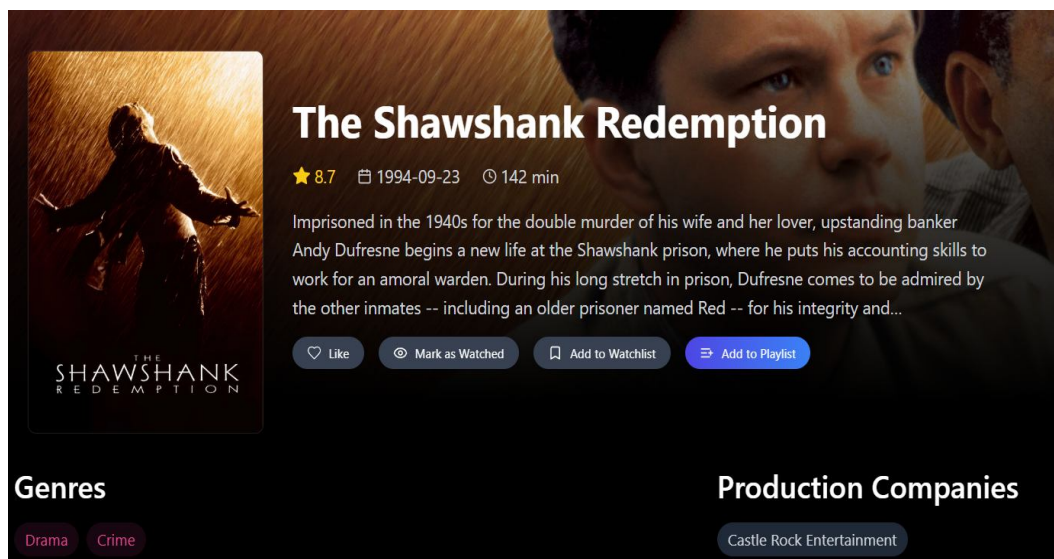 The Shawshank Redemption
8.7 1994-09-23 142 min
Imprisoned in the 1940s for the double murder of his wife and her lover, upstanding banker
Andy Dufresne begins a new life at the Shawshank prison, where he puts his accounting skills to
work for an amoral warden. During his long stretch in prison, Dufresne comes to be admired by
the other inmates -- including an older prisoner named Red -- for his integrity and...
Like Mark as Watched Add to Watchlist Add to Playlist
THE
SHAWSHANK
REDEMPTION
Genres
Drama Crime
Production Companies
Castle Rock Entertainment